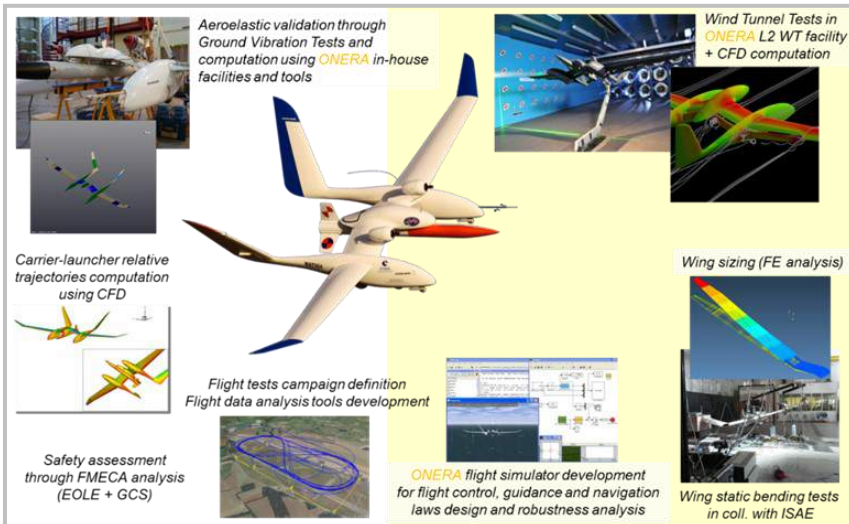 Aeroelastic validation through
Ground Vibration Tests and
computation using ONERA in-house
facilities and tools
Wind Tunnel Tests in
ONERA L2 WT facility
+ CFD computation
Carrier-launcher relative
trajectories computation
using CFD
Wing sizing (FE analysis)
Flight tests campaign definition
Flight data analysis tools development
Safety assessment
through FMECA analysis
(EOLE + GCS)
ONERA flight simulator development
for flight control, guidance and navigation
laws design and robustness analysis
Wing static bending tests
in coll. with ISAE